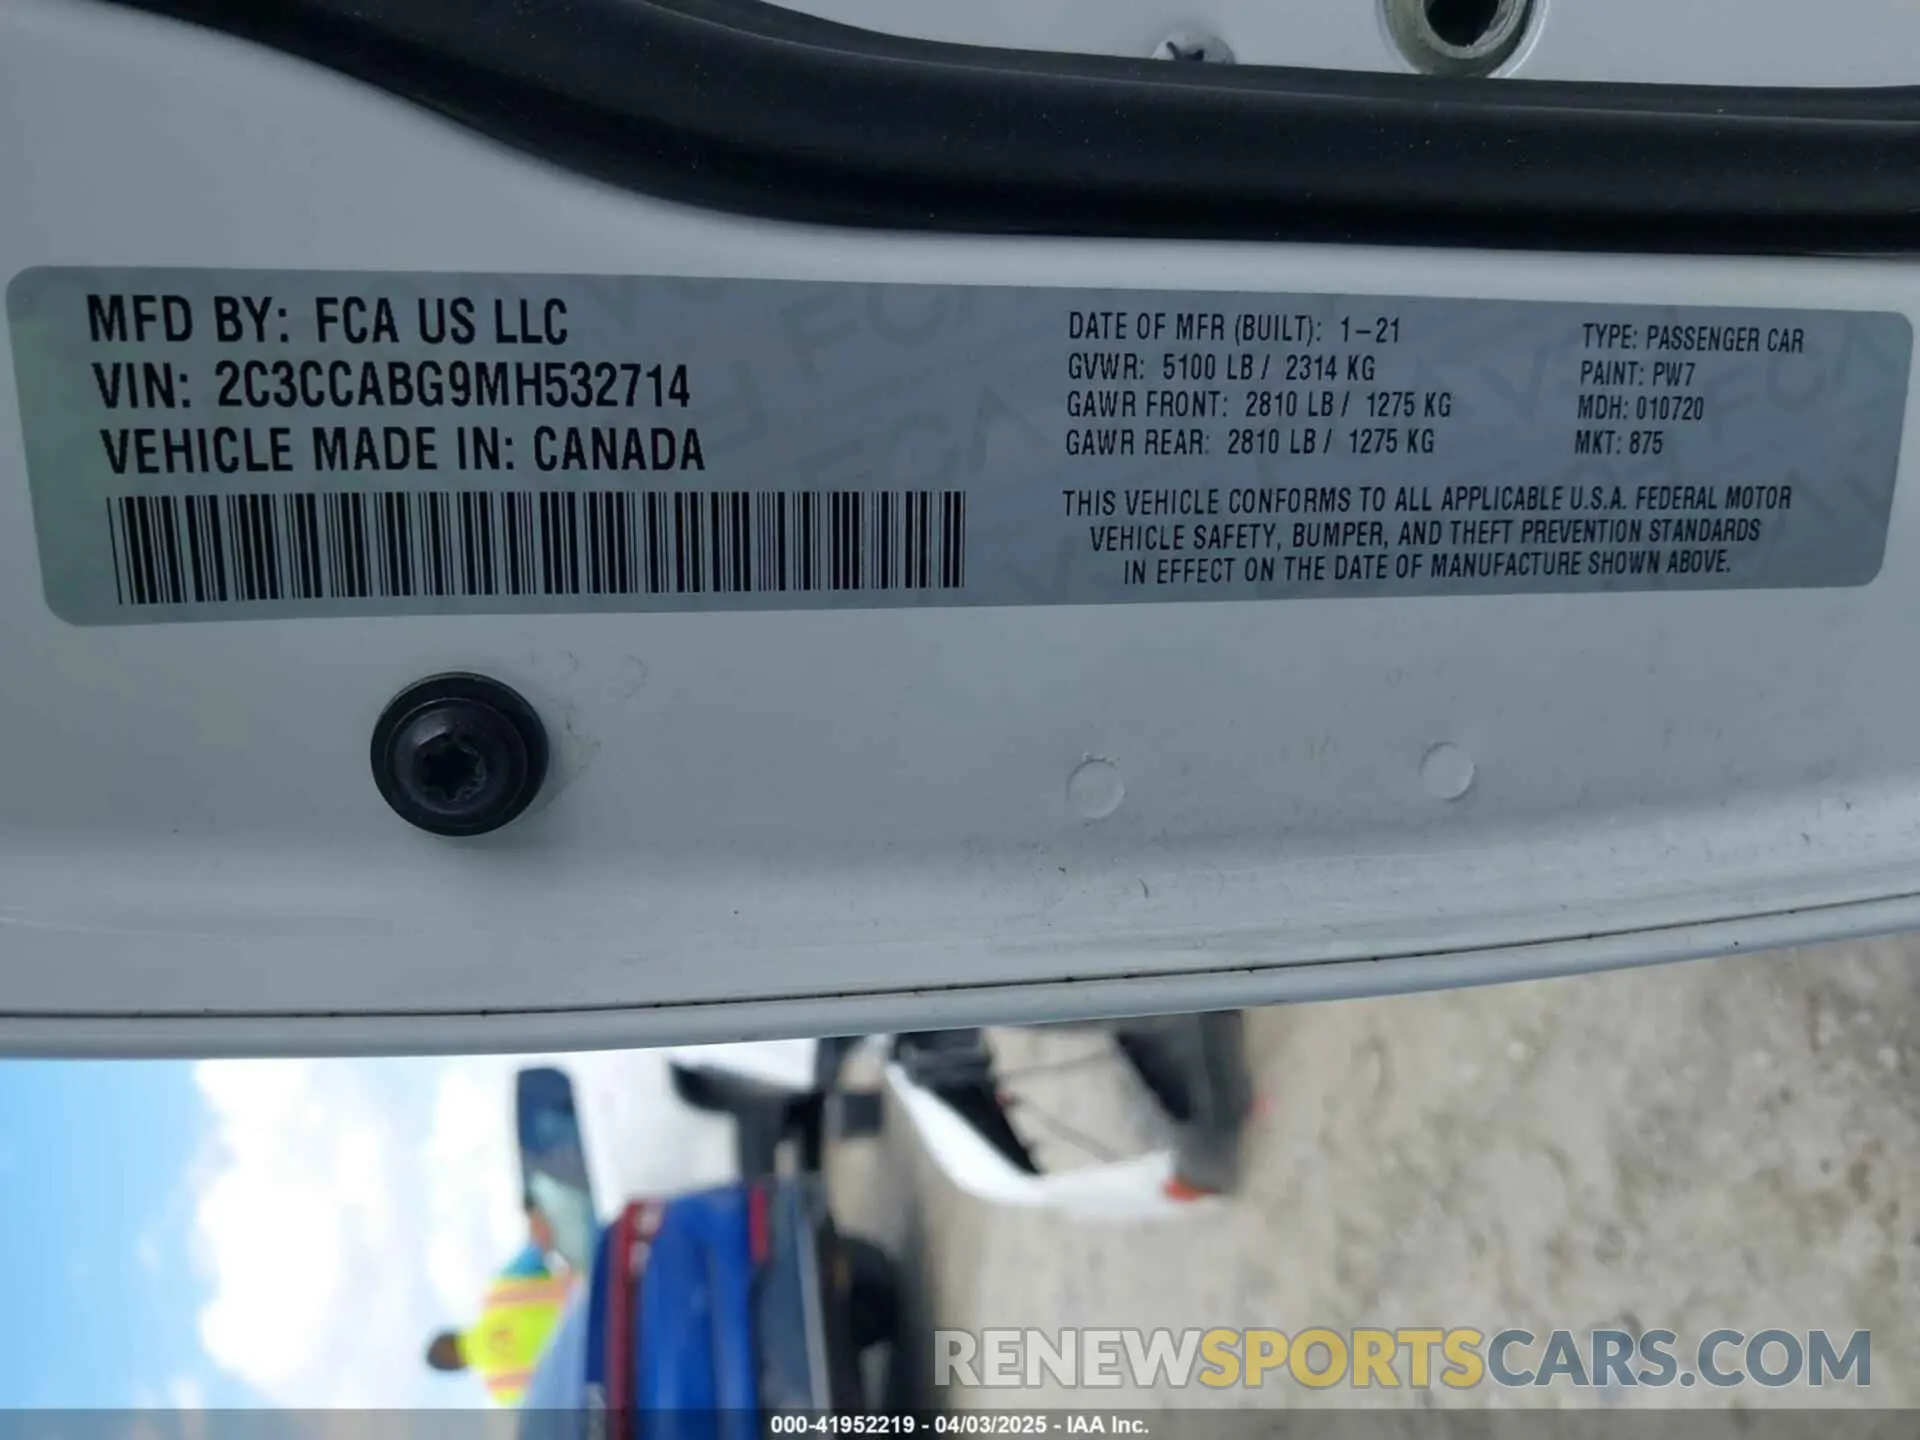 MFD BY: FCA US LLC
VIN: 2C3CCABG9MH532714
VEHICLE MADE IN: CANADA
DATE OF MFR (BUILT): 1-21
GVWR: 5100 LB / 2314 KG
GAWR FRONT: 2810 LB / 1275 KG
GAWR REAR: 2810 LB / 1275 KG
TYPE: PASSENGER CAR
PAINT: PW7
MDH: 010720
MKT: 875
THIS VEHICLE CONFORMS TO ALL APPLICABLE U.S.A. FEDERAL MOTOR
VEHICLE SAFETY, BUMPER, AND THEFT PREVENTION STANDARDS
IN EFFECT ON THE DATE OF MANUFACTURE SHOWN ABOVE.
RENEWSPORTSCARS.COM
000-41952219 - 04/03/2025 - IAA Inc.